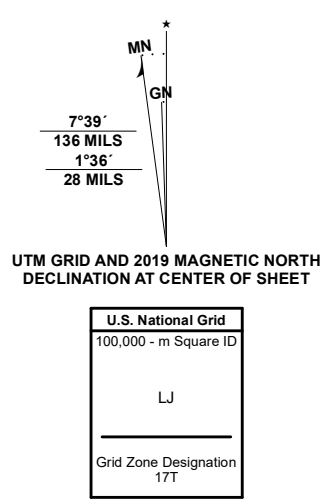 MN
GN
7°39´
136 MILS
1°36´
28 MILS
UTM GRID AND 2019 MAGNETIC NORTH
DECLINATION AT CENTER OF SHEET
U.S. National Grid
100,000 - m Square ID
LJ
Grid Zone Designation
17T